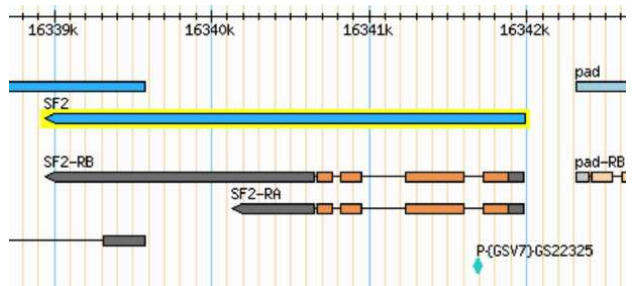 16339k 16340k 16341k 16342k
pad
SF2
SF2-RB pad-RB
SF2-RA
P{GSV7}GS22325